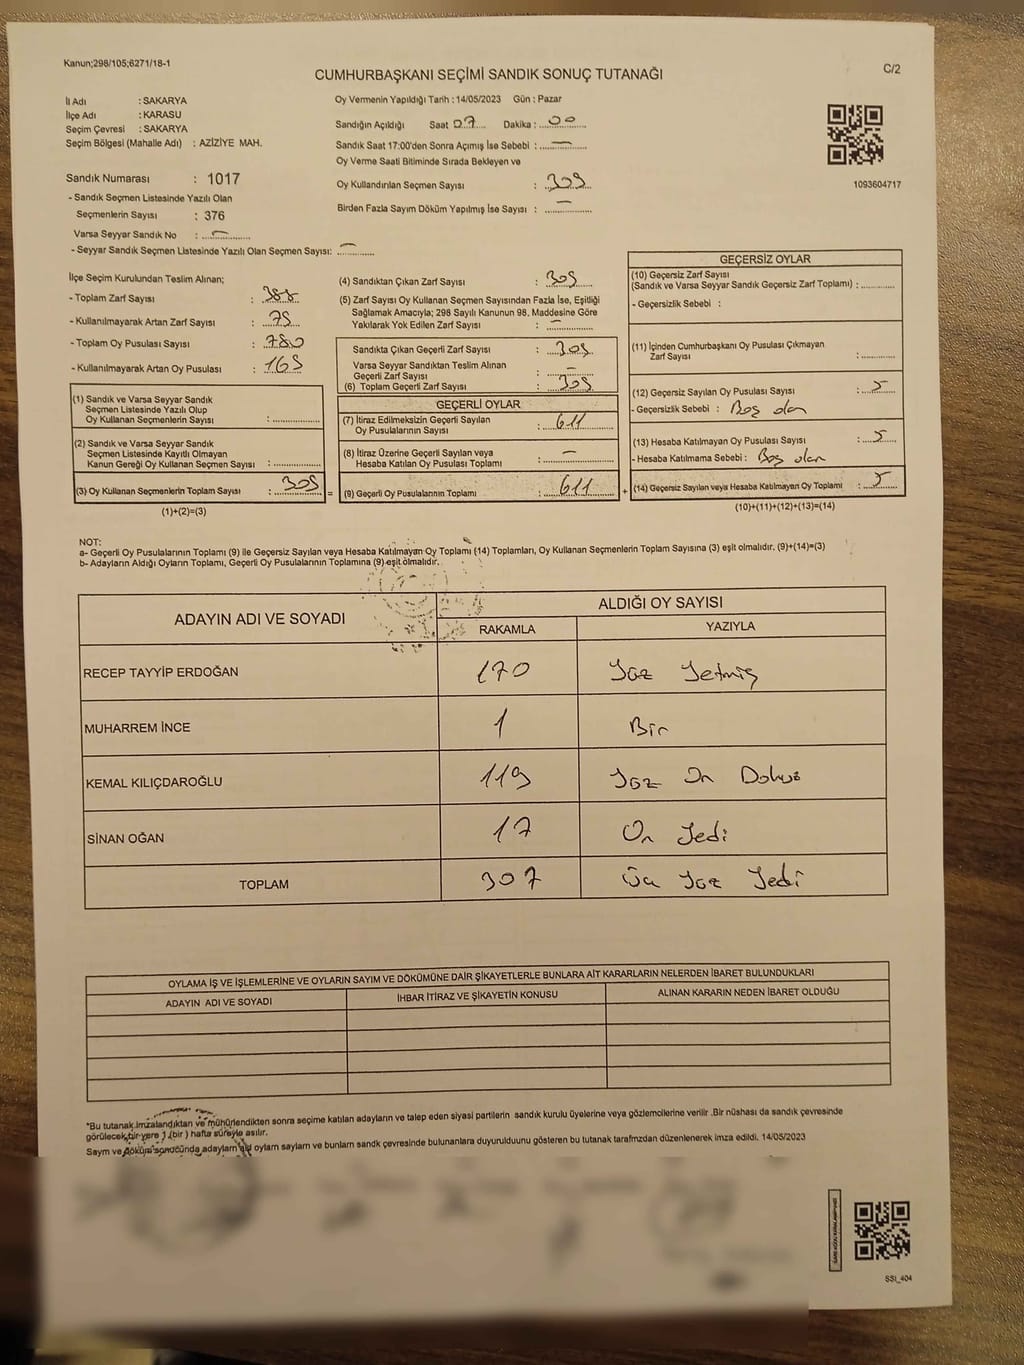 Kanun;298/105;6271/18-1
C/2
CUMHURBAŞKANI SEÇİMİ SANDIK SONUÇ TUTANAĞI
İl Adı : SAKARYA
İlçe Adı : KARASU
Seçim Çevresi : SAKARYA
Seçim Bölgesi (Mahalle Adı) : AZİZİYE MAH.
Sandık Numarası : 1017
- Sandık Seçmen Listesinde Yazılı Olan
Seçmenlerin Sayısı : 376
Varsa Seyyar Sandık No : —
- Seyyar Sandık Seçmen Listesinde Yazılı Olan Seçmen Sayısı: —
Oy Vermenin Yapıldığı Tarih : 14/05/2023 Gün : Pazar
Sandığın Açıldığı Saat 07 Dakika : 00
Sandık Saat 17:00'den Sonra Açımış İse Sebebi : —
Oy Verme Saati Bitiminde Sırada Bekleyen ve
Oy Kullandırılan Seçmen Sayısı : 309
Birden Fazla Sayım Döküm Yapılmış İse Sayısı : —
1093604717
İlçe Seçim Kurulundan Teslim Alınan;
- Toplam Zarf Sayısı :
- Kullanılmayarak Artan Zarf Sayısı : 79
- Toplam Oy Pusulası Sayısı : 780
- Kullanılmayarak Artan Oy Pusulası : 169
(1) Sandık ve Varsa Seyyar Sandık
Seçmen Listesinde Yazılı Olup
Oy Kullanan Seçmenlerin Sayısı :
(2) Sandık ve Varsa Seyyar Sandık
Seçmen Listesinde Kayıtlı Olmayan
Kanun Gereği Oy Kullanan Seçmen Sayısı :
(3) Oy Kullanan Seçmenlerin Toplam Sayısı : 309 =
(1)+(2)=(3)
(4) Sandıktan Çıkan Zarf Sayısı : 309
(5) Zarf Sayısı Oy Kullanan Seçmen Sayısından Fazla İse, Eşitliği
Sağlamak Amacıyla; 298 Sayılı Kanunun 98. Maddesine Göre
Yakılarak Yok Edilen Zarf Sayısı : —
Sandıkta Çıkan Geçerli Zarf Sayısı : 309
Varsa Seyyar Sandıktan Teslim Alınan
Geçerli Zarf Sayısı : —
(6) Toplam Geçerli Zarf Sayısı : 309
GEÇERLİ OYLAR
(7) İtiraz Edilmeksizin Geçerli Sayılan
Oy Pusulalarının Sayısı : 611
(8) İtiraz Üzerine Geçerli Sayılan veya
Hesaba Katılan Oy Pusulası Toplamı : —
(9) Geçerli Oy Pusulalarının Toplamı : 611 +
GEÇERSİZ OYLAR
(10) Geçersiz Zarf Sayısı
(Sandık ve Varsa Seyyar Sandık Geçersiz Zarf Toplamı) :
- Geçersizlik Sebebi :
(11) İçinden Cumhurbaşkanı Oy Pusulası Çıkmayan
Zarf Sayısı :
(12) Geçersiz Sayılan Oy Pusulası Sayısı : 5
- Geçersizlik Sebebi : Boş olan
(13) Hesaba Katılmayan Oy Pusulası Sayısı : 5
- Hesaba Katılmama Sebebi : Boş olan
(14) Geçersiz Sayılan veya Hesaba Katılmayan Oy Toplamı : 5
(10)+(11)+(12)+(13)=(14)
NOT:
a- Geçerli Oy Pusulalarının Toplamı (9) ile Geçersiz Sayılan veya Hesaba Katılmayan Oy Toplamı (14) Toplamları, Oy Kullanan Seçmenlerin Toplam Sayısına (3) eşit olmalıdır. (9)+(14)=(3)
b- Adayların Aldığı Oyların Toplamı, Geçerli Oy Pusulalarının Toplamına (9) eşit olmalıdır.
ADAYIN ADI VE SOYADI
ALDIĞI OY SAYISI
RAKAMLA YAZIYLA
RECEP TAYYİP ERDOĞAN 170 Yüz Yetmiş
MUHARREM İNCE 1 Bir
KEMAL KILIÇDAROĞLU 119 Yüz On Dokuz
SİNAN OĞAN 17 On Yedi
TOPLAM 307 Üç Yüz Yedi
OYLAMA İŞ VE İŞLEMLERİNE VE OYLARIN SAYIM VE DÖKÜMÜNE DAİR ŞİKAYETLERLE BUNLARA AİT KARARLARIN NELERDEN İBARET BULUNDUKLARI
ADAYIN ADI VE SOYADI İHBAR İTİRAZ VE ŞİKAYETİN KONUSU ALINAN KARARIN NEDEN İBARET OLDUĞU
*Bu tutanak imzalandıktan ve mühürlendikten sonra seçime katılan adayların ve talep eden siyasi partilerin sandık kurulu üyelerine veya gözlemcilerine verilir .Bir nüshası da sandık çevresinde
görülecek bir yere 1 (bir ) hafta süreyle asılır.
Sayım ve döküm sonucunda adayların aldığı oyların sayılarını ve bunların sandık çevresinde bulunanlara duyurulduğunu gösteren bu tutanak tarafımızdan düzenlenerek imza edildi. 14/05/2023
SSI_404